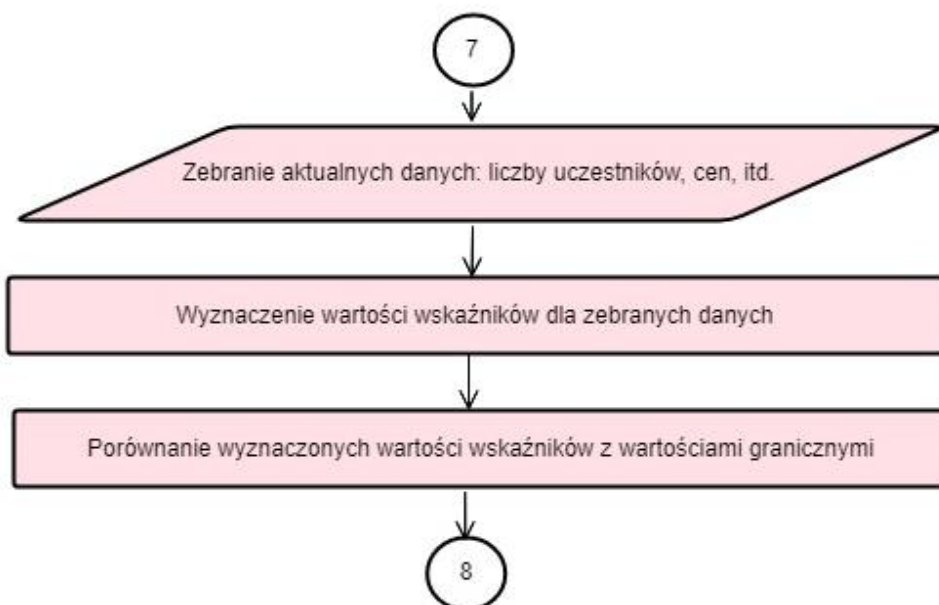 7
Zebranie aktualnych danych: liczby uczestników, cen, itd.
Wyznaczenie wartości wskaźników dla zebranych danych
Porównanie wyznaczonych wartości wskaźników z wartościami granicznymi
8